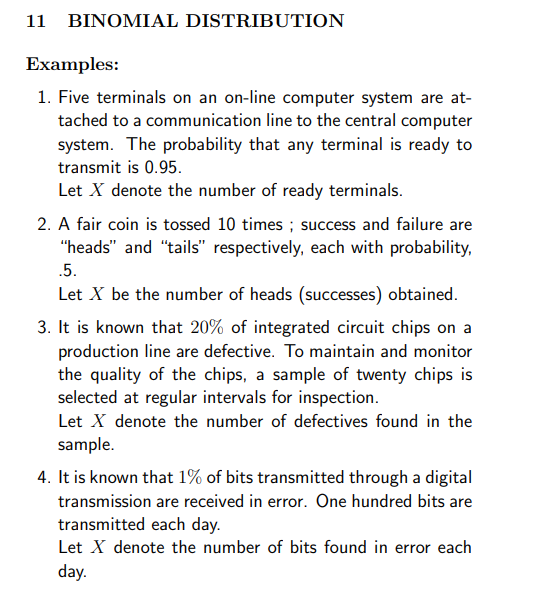 11 BINOMIAL DISTRIBUTION
Examples:
1. Five terminals on an on-line computer system are at-
tached to a communication line to the central computer
system. The probability that any terminal is ready to
transmit is 0.95.
Let X denote the number of ready terminals.
2. A fair coin is tossed 10 times ; success and failure are
“heads” and “tails” respectively, each with probability,
.5.
Let X be the number of heads (successes) obtained.
3. It is known that 20% of integrated circuit chips on a
production line are defective. To maintain and monitor
the quality of the chips, a sample of twenty chips is
selected at regular intervals for inspection.
Let X denote the number of defectives found in the
sample.
4. It is known that 1% of bits transmitted through a digital
transmission are received in error. One hundred bits are
transmitted each day.
Let X denote the number of bits found in error each
day.